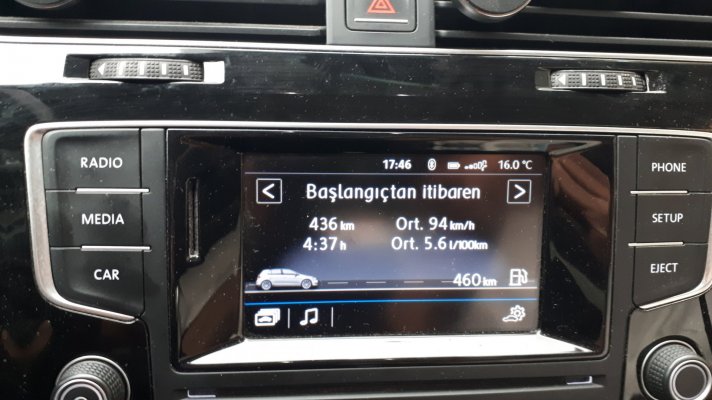 RADIO
MEDIA
CAR
17:46 16.0 °C
< Başlangıçtan itibaren >
436 km Ort. 94 km/h
4:37 h Ort. 5.6 l/100km
460 km
PHONE
SETUP
EJECT